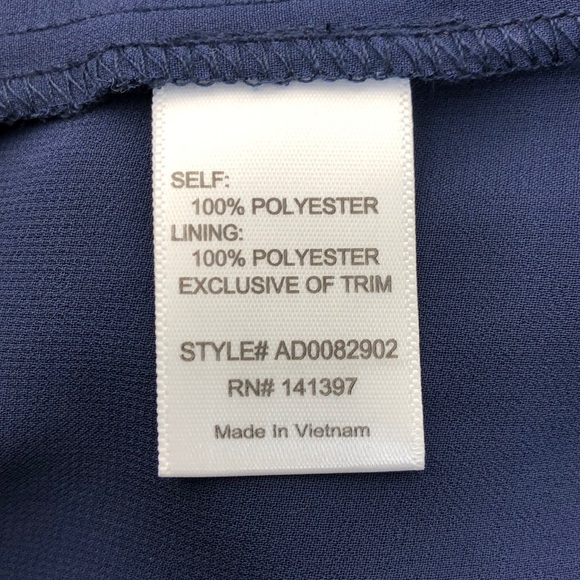 SELF:
100% POLYESTER
LINING:
100% POLYESTER
EXCLUSIVE OF TRIM
STYLE# AD0082902
RN# 141397
Made In Vietnam